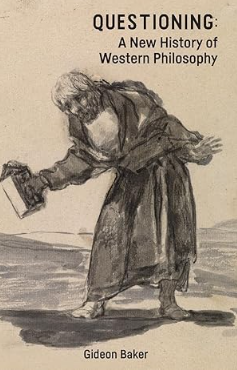 QUESTIONING:
A New History of
Western Philosophy
Gideon Baker